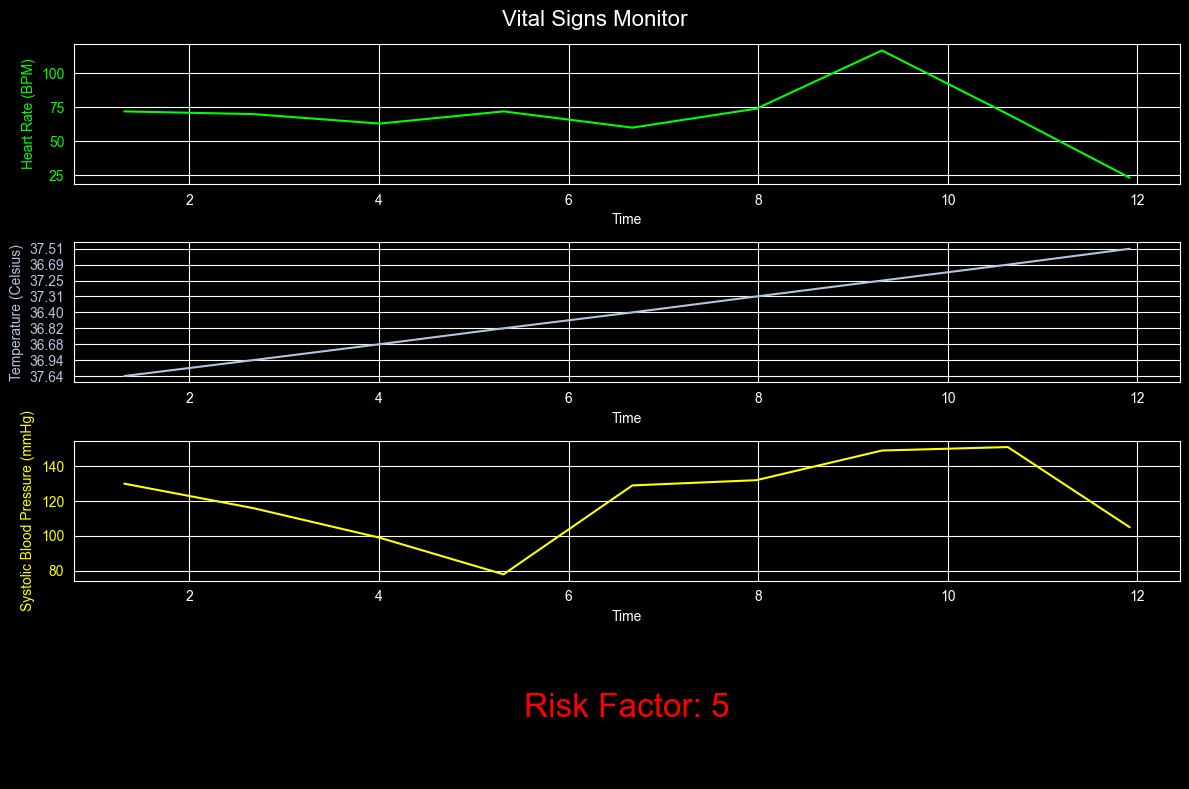 Vital Signs Monitor
Heart Rate (BPM)
100
75
50
25
2 4 6 8 10 12
Time
Temperature (Celsius)
37.51
36.69
37.25
37.31
36.40
36.82
36.68
36.94
37.64
2 4 6 8 10 12
Time
Systolic Blood Pressure (mmHg)
140
120
100
80
2 4 6 8 10 12
Time
Risk Factor: 5